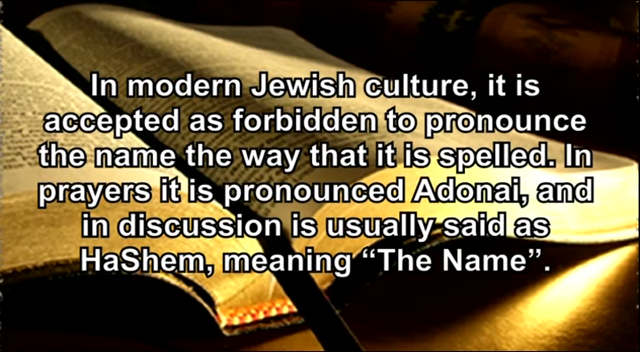 In modern Jewish culture, it is
accepted as forbidden to pronounce
the name the way that it is spelled. In
prayers it is pronounced Adonai, and
in discussion is usually said as
HaShem, meaning “The Name”.